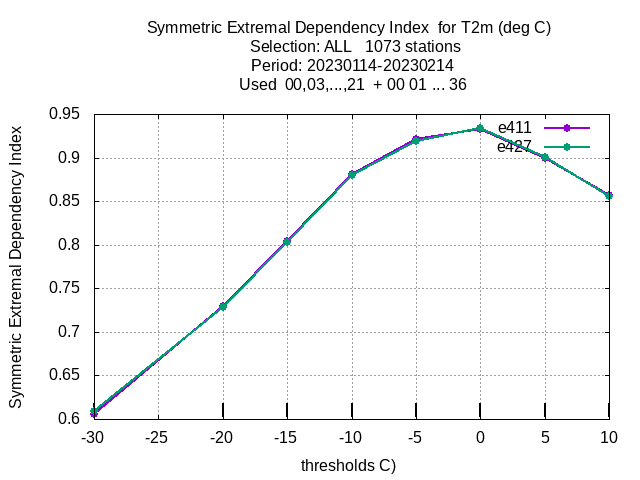 Symmetric Extremal Dependency Index  for T2m (deg C)
Selection: ALL   1073 stations
Period: 20230114-20230214
Used  00,03,...,21  + 00 01 ... 36
Symmetric Extremal Dependency Index
0.95
0.9
0.85
0.8
0.75
0.7
0.65
0.6
e411
e427
-30 -25 -20 -15 -10 -5 0 5 10
thresholds C)